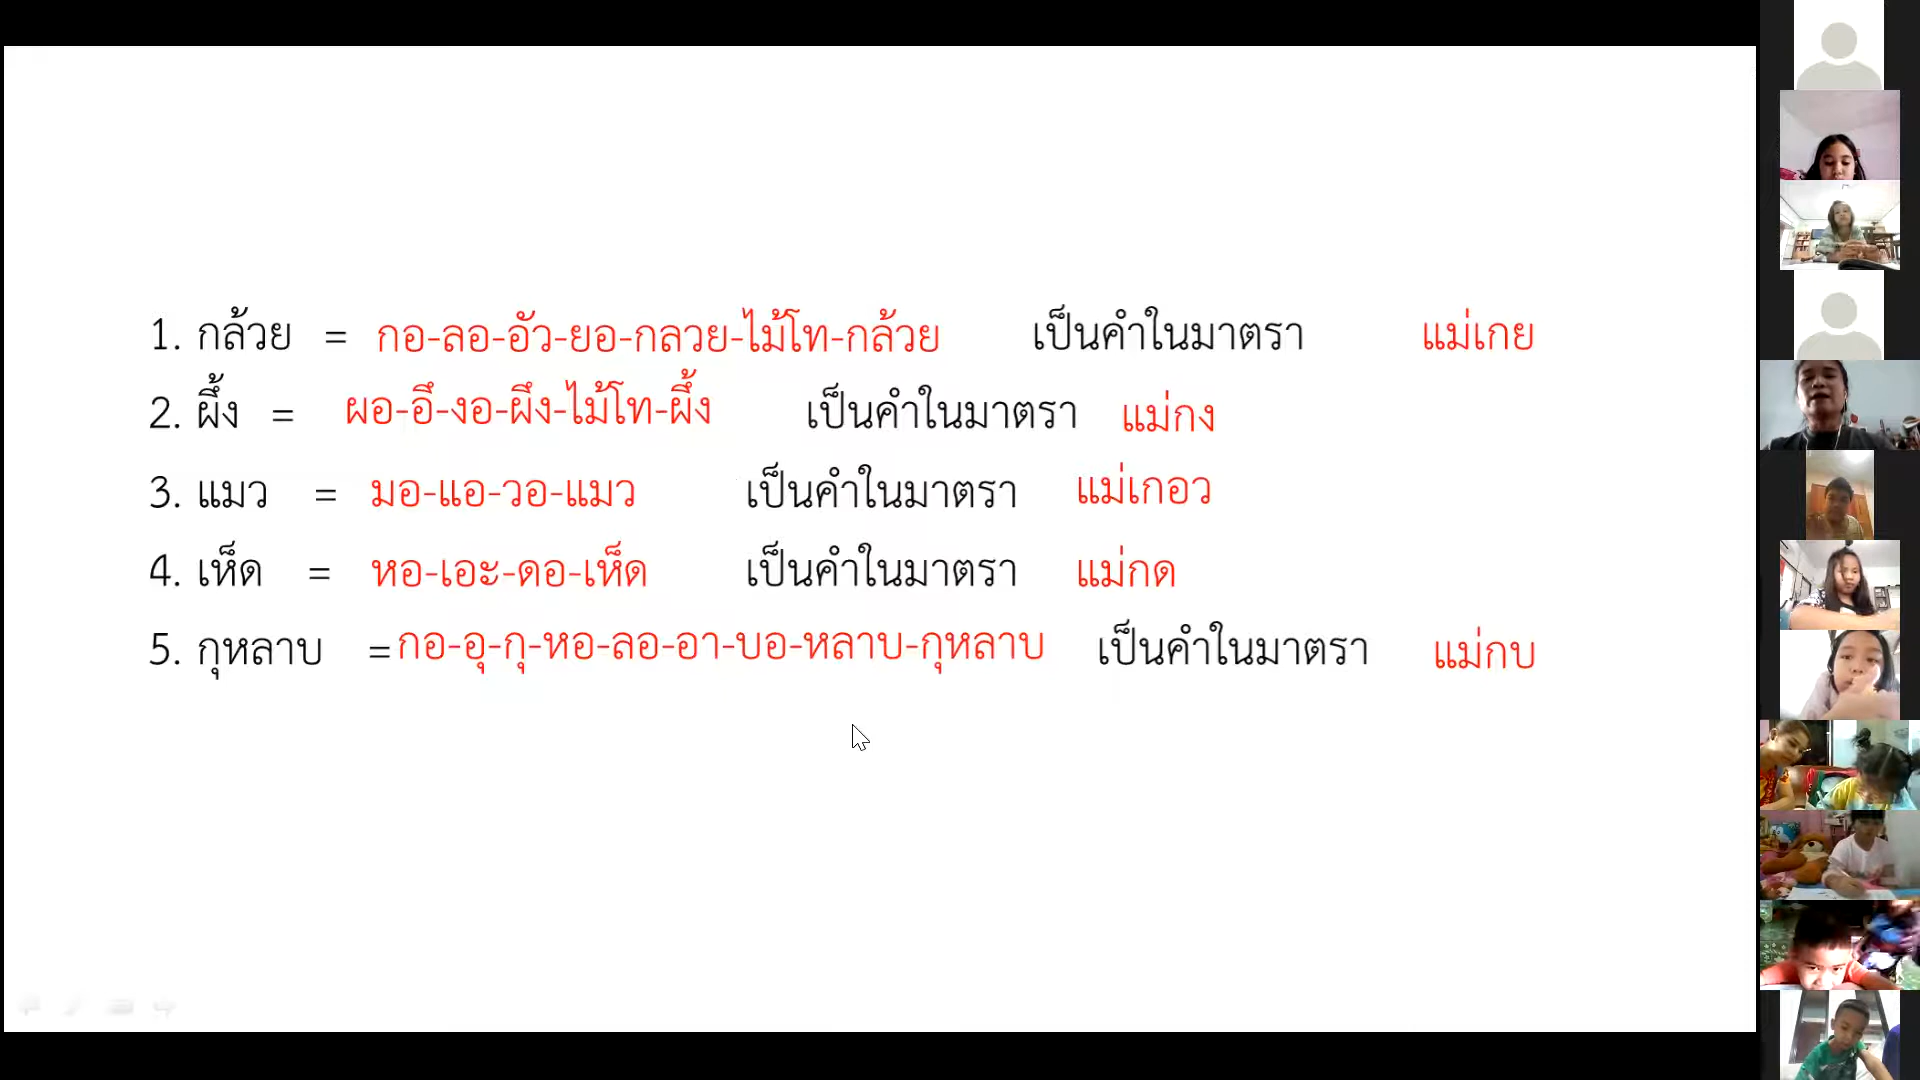 1. กล้วย = กอ-ลอ-อัว-ยอ-กลวย-ไม้โท-กล้วย เป็นคำในมาตรา แม่เกย
2. ผึ้ง = ผอ-อึ-งอ-ผึง-ไม้โท-ผึ้ง เป็นคำในมาตรา แม่กง
3. แมว = มอ-แอ-วอ-แมว เป็นคำในมาตรา แม่เกอว
4. เห็ด = หอ-เอะ-ดอ-เห็ด เป็นคำในมาตรา แม่กด
5. กุหลาบ =กอ-อุ-กุ-หอ-ลอ-อา-บอ-หลาบ-กุหลาบ เป็นคำในมาตรา แม่กบ